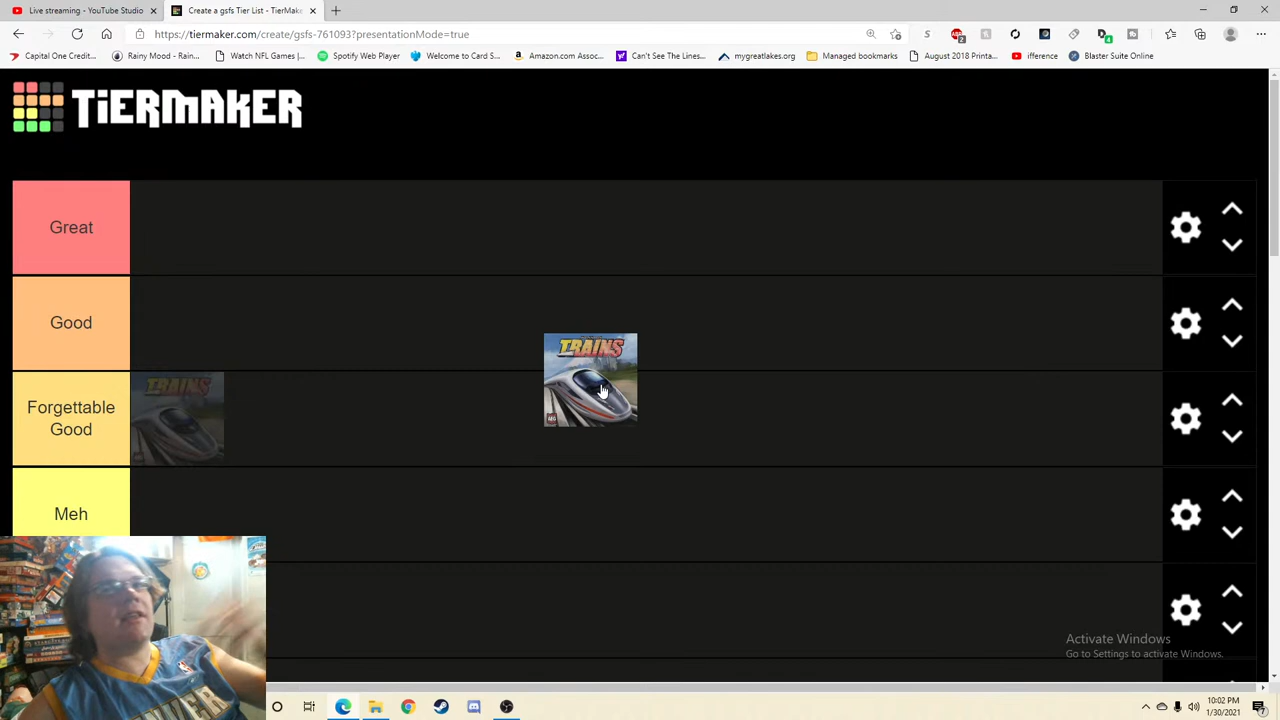 Live streaming - YouTube Studio
Create a gsfs Tier List - TierMake
https://tiermaker.com/create/gsfs-761093?presentationMode=true
Capital One Credit...
Rainy Mood - Rain...
Watch NFL Games |...
Spotify Web Player
Welcome to Card S...
Amazon.com Assoc...
Can't See The Lines...
mygreatlakes.org
Managed bookmarks
August 2018 Printa...
ifference
Blaster Suite Online
TiERMAKER
Great
Good
TRAINS
Forgettable
Good
TRAINS
Meh
Activate Windows
Go to Settings to activate Windows.
10:02 PM
1/30/2021